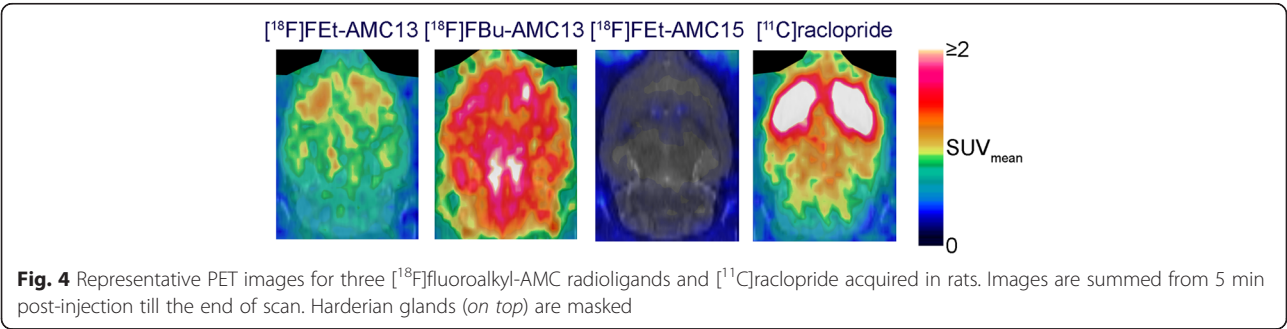 [¹⁸F]FEt-AMC13 [¹⁸F]FBu-AMC13 [¹⁸F]FEt-AMC15 [¹¹C]raclopride
≥2
SUVmean
0
Fig. 4 Representative PET images for three [¹⁸F]fluoroalkyl-AMC radioligands and [¹¹C]raclopride acquired in rats. Images are summed from 5 min
post-injection till the end of scan. Harderian glands (on top) are masked